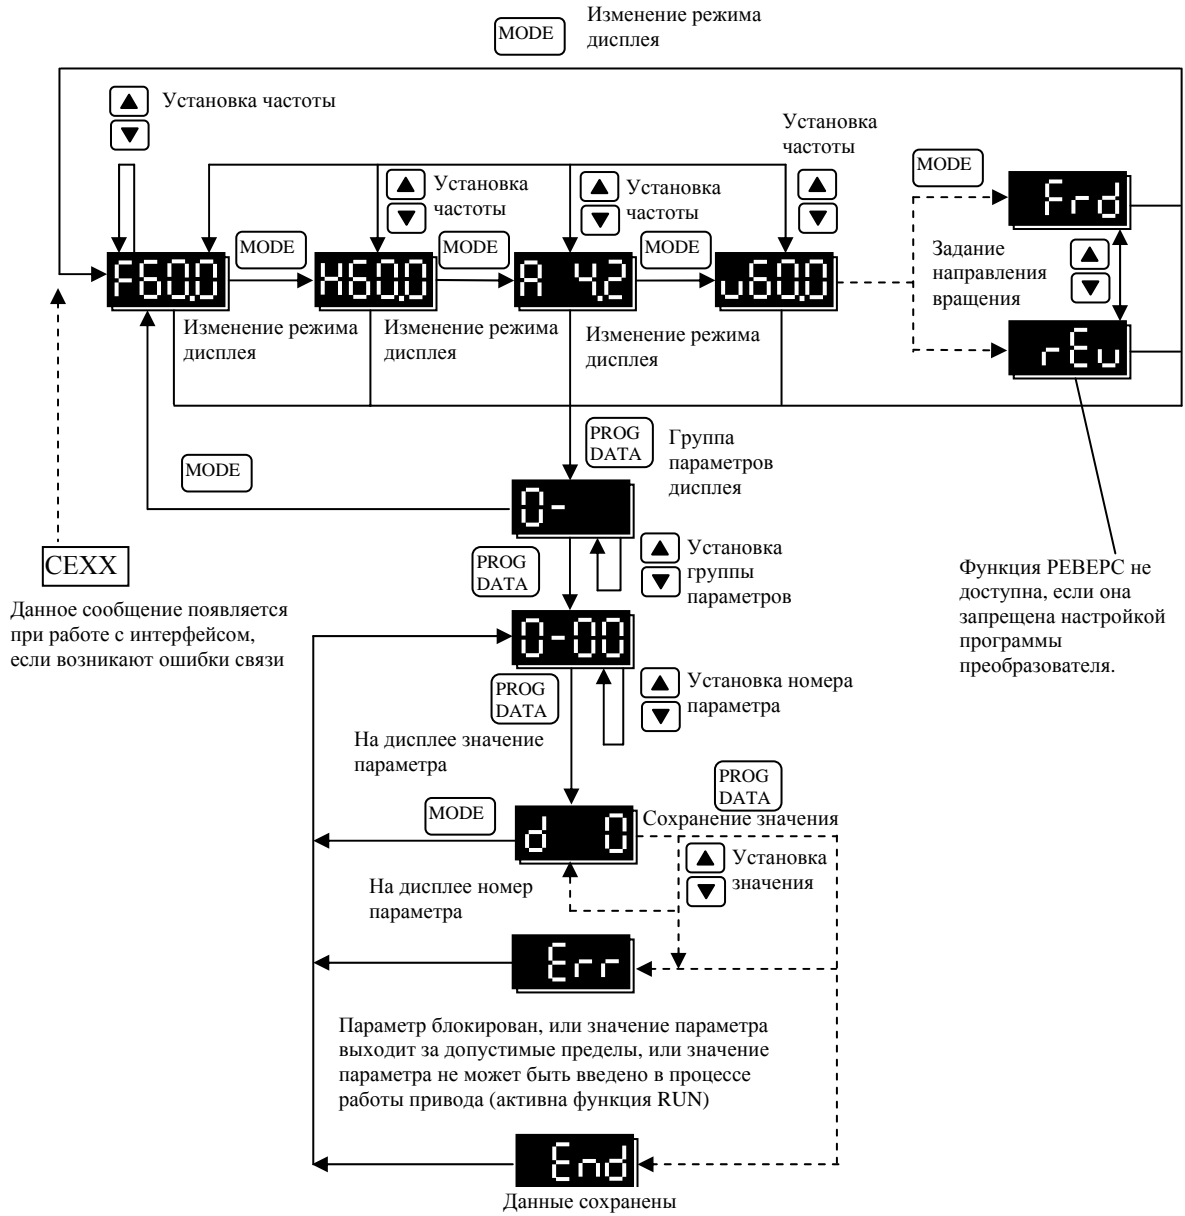 MODE
Изменение режима
дисплея
Установка частоты
Установка
частоты
Установка
частоты
Установка
частоты
MODE
Frd
MODE
MODE
MODE
F60.0
H60.0
A 4.2
u60.0
Задание
направления
вращения
Изменение режима
дисплея
Изменение режима
дисплея
Изменение режима
дисплея
rEu
PROG
DATA
Группа
параметров
дисплея
MODE
0-
CEXX
Данное сообщение появляется
при работе с интерфейсом,
если возникают ошибки связи
PROG
DATA
Установка
группы
параметров
Функция РЕВЕРС не
доступна, если она
запрещена настройкой
программы
преобразователя.
0-00
PROG
DATA
Установка номера
параметра
На дисплее значение
параметра
PROG
DATA
MODE
d 0
Сохранение значения
Установка
значения
На дисплее номер
параметра
Err
Параметр блокирован, или значение параметра
выходит за допустимые пределы, или значение
параметра не может быть введено в процессе
работы привода (активна функция RUN)
End
Данные сохранены